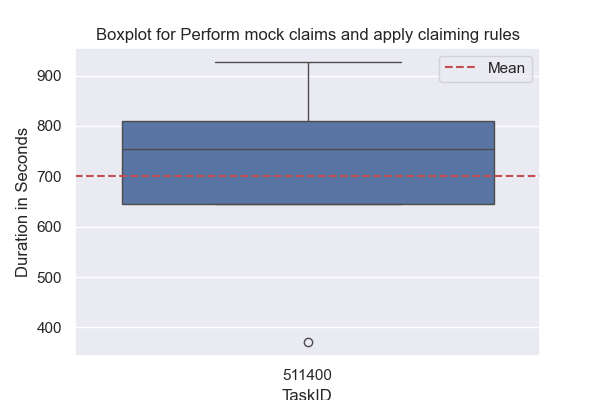 Boxplot for Perform mock claims and apply claiming rules
Mean
900
800
700
600
500
400
Duration in Seconds
511400
TaskID